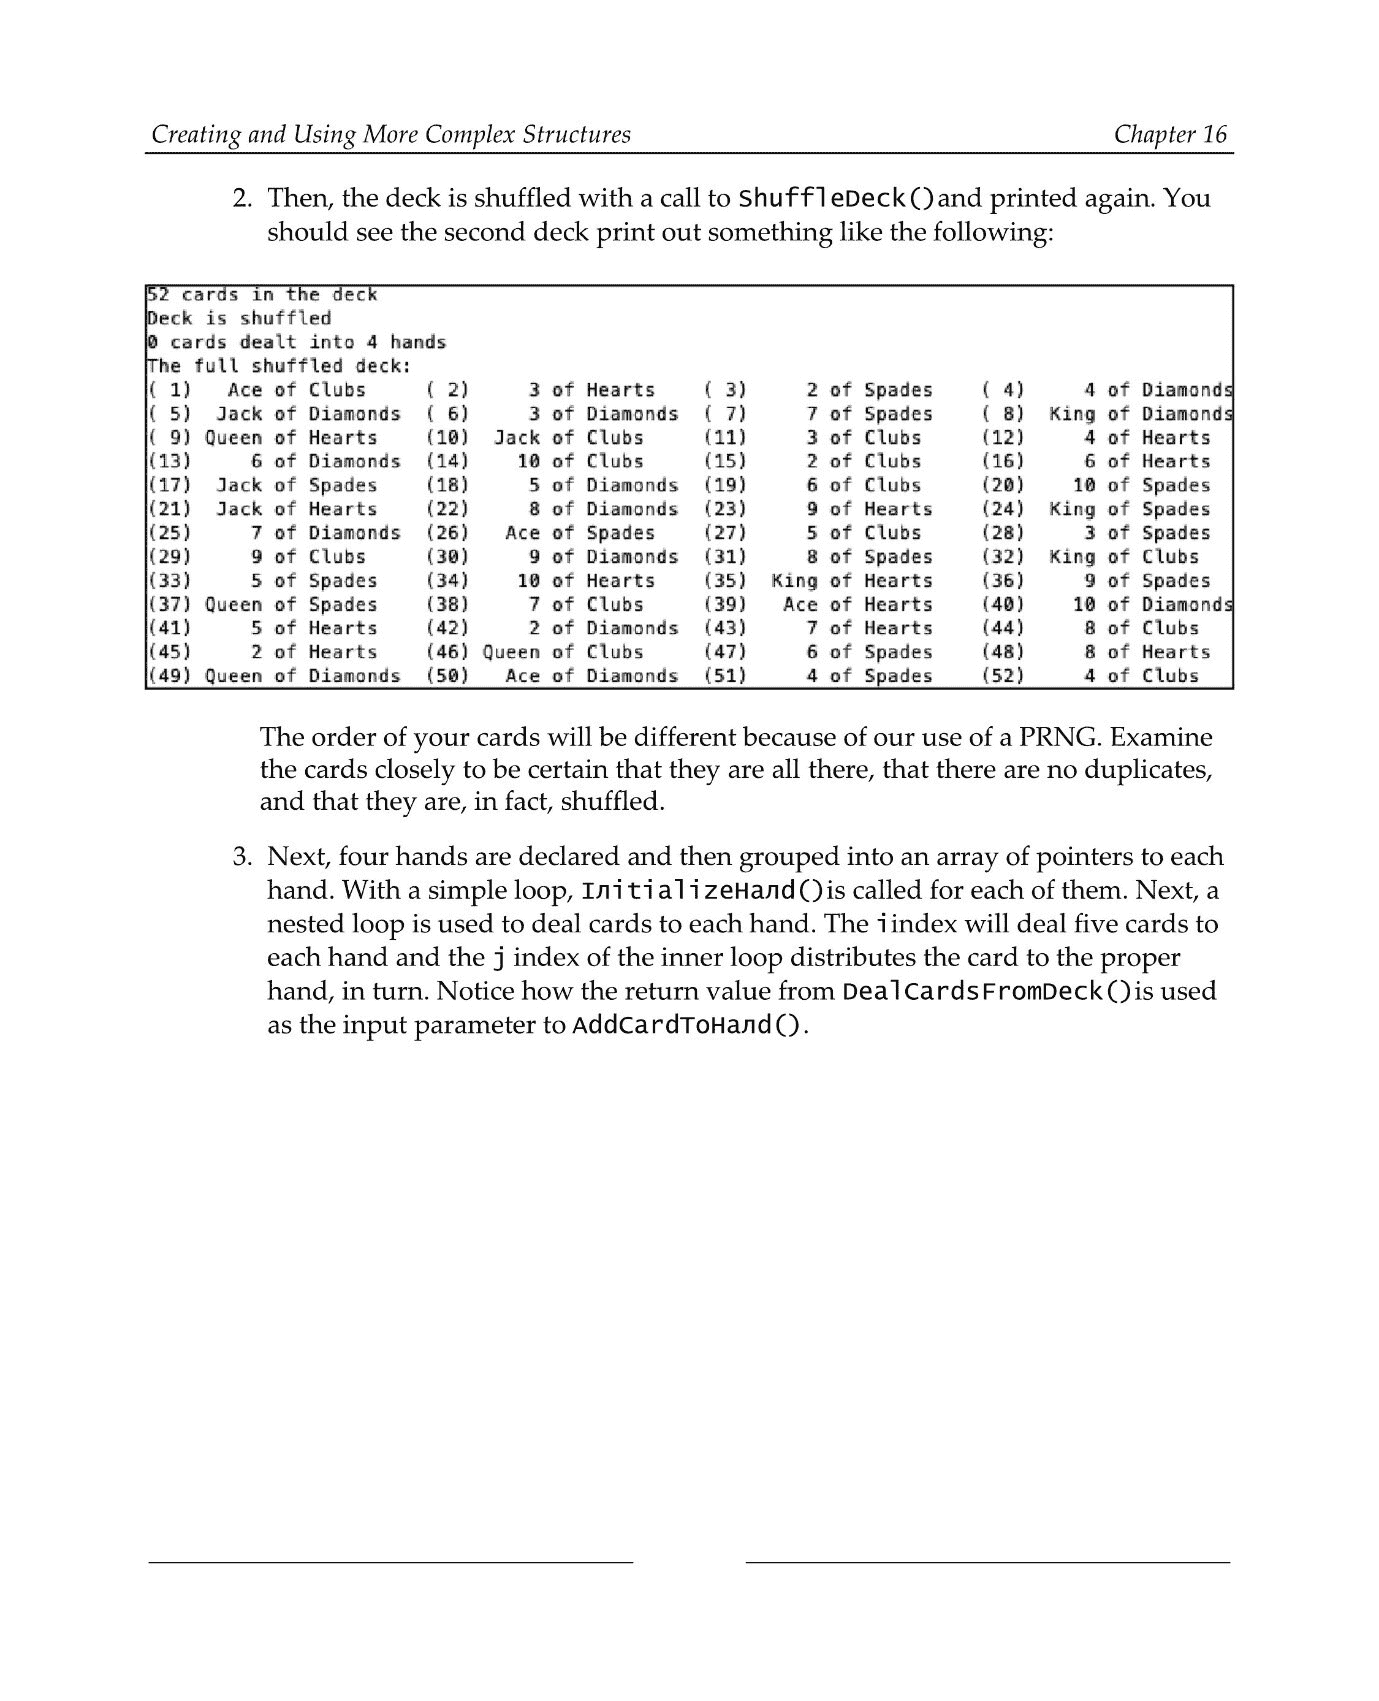 Creating and Using More Complex Structures Chapter 16
2. Then, the deck is shuffled with a call to ShuffleDeck()and printed again. You
should see the second deck print out something like the following:
52 cards in the deck
Deck is shuffled
0 cards dealt into 4 hands
The full shuffled deck:
( 1)   Ace of Clubs     ( 2)     3 of Hearts    ( 3)     2 of Spades    ( 4)     4 of Diamonds
( 5)  Jack of Diamonds  ( 6)     3 of Diamonds  ( 7)     7 of Spades    ( 8)  King of Diamonds
( 9) Queen of Hearts    (10)  Jack of Clubs     (11)     3 of Clubs     (12)     4 of Hearts
(13)     6 of Diamonds  (14)    10 of Clubs     (15)     2 of Clubs     (16)     6 of Hearts
(17)  Jack of Spades    (18)     5 of Diamonds  (19)     6 of Clubs     (20)    10 of Spades
(21)  Jack of Hearts    (22)     8 of Diamonds  (23)     9 of Hearts    (24)  King of Spades
(25)     7 of Diamonds  (26)   Ace of Spades    (27)     5 of Clubs     (28)     3 of Spades
(29)     9 of Clubs     (30)     9 of Diamonds  (31)     8 of Spades    (32)  King of Clubs
(33)     5 of Spades    (34)    10 of Hearts    (35)  King of Hearts    (36)     9 of Spades
(37) Queen of Spades    (38)     7 of Clubs     (39)   Ace of Hearts    (40)    10 of Diamonds
(41)     5 of Hearts    (42)     2 of Diamonds  (43)     7 of Hearts    (44)     8 of Clubs
(45)     2 of Hearts    (46) Queen of Clubs     (47)     6 of Spades    (48)     8 of Hearts
(49) Queen of Diamonds  (50)   Ace of Diamonds  (51)     4 of Spades    (52)     4 of Clubs
The order of your cards will be different because of our use of a PRNG. Examine
the cards closely to be certain that they are all there, that there are no duplicates,
and that they are, in fact, shuffled.
3. Next, four hands are declared and then grouped into an array of pointers to each
hand. With a simple loop, InitializeHand()is called for each of them. Next, a
nested loop is used to deal cards to each hand. The iindex will deal five cards to
each hand and the j index of the inner loop distributes the card to the proper
hand, in turn. Notice how the return value from DealCardsFromDeck()is used
as the input parameter to AddCardToHand().